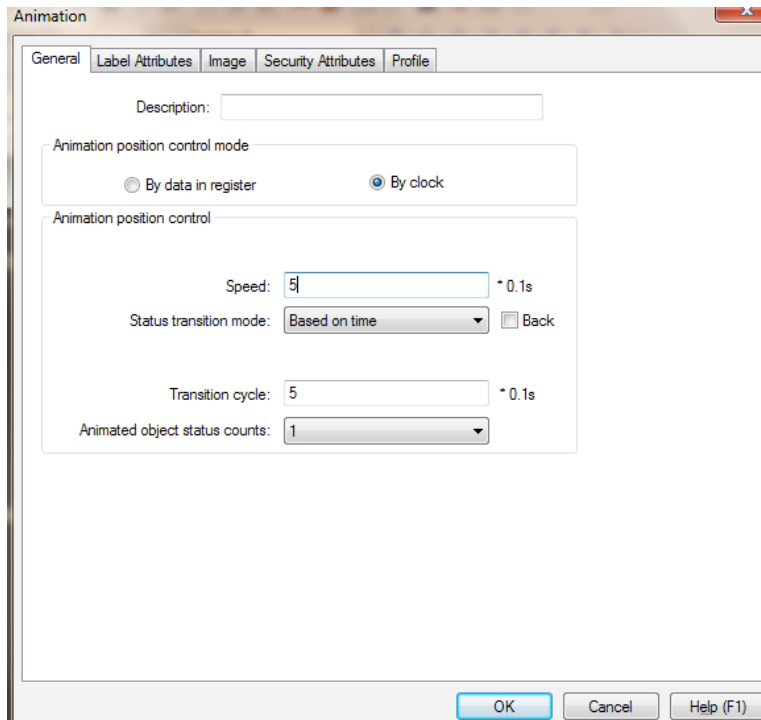 Animation
General Label Attributes Image Security Attributes Profile
Description:
Animation position control mode
By data in register By clock
Animation position control
Speed: 5 * 0.1s
Status transition mode: Based on time Back
Transition cycle: 5 * 0.1s
Animated object status counts: 1
OK Cancel Help (F1)